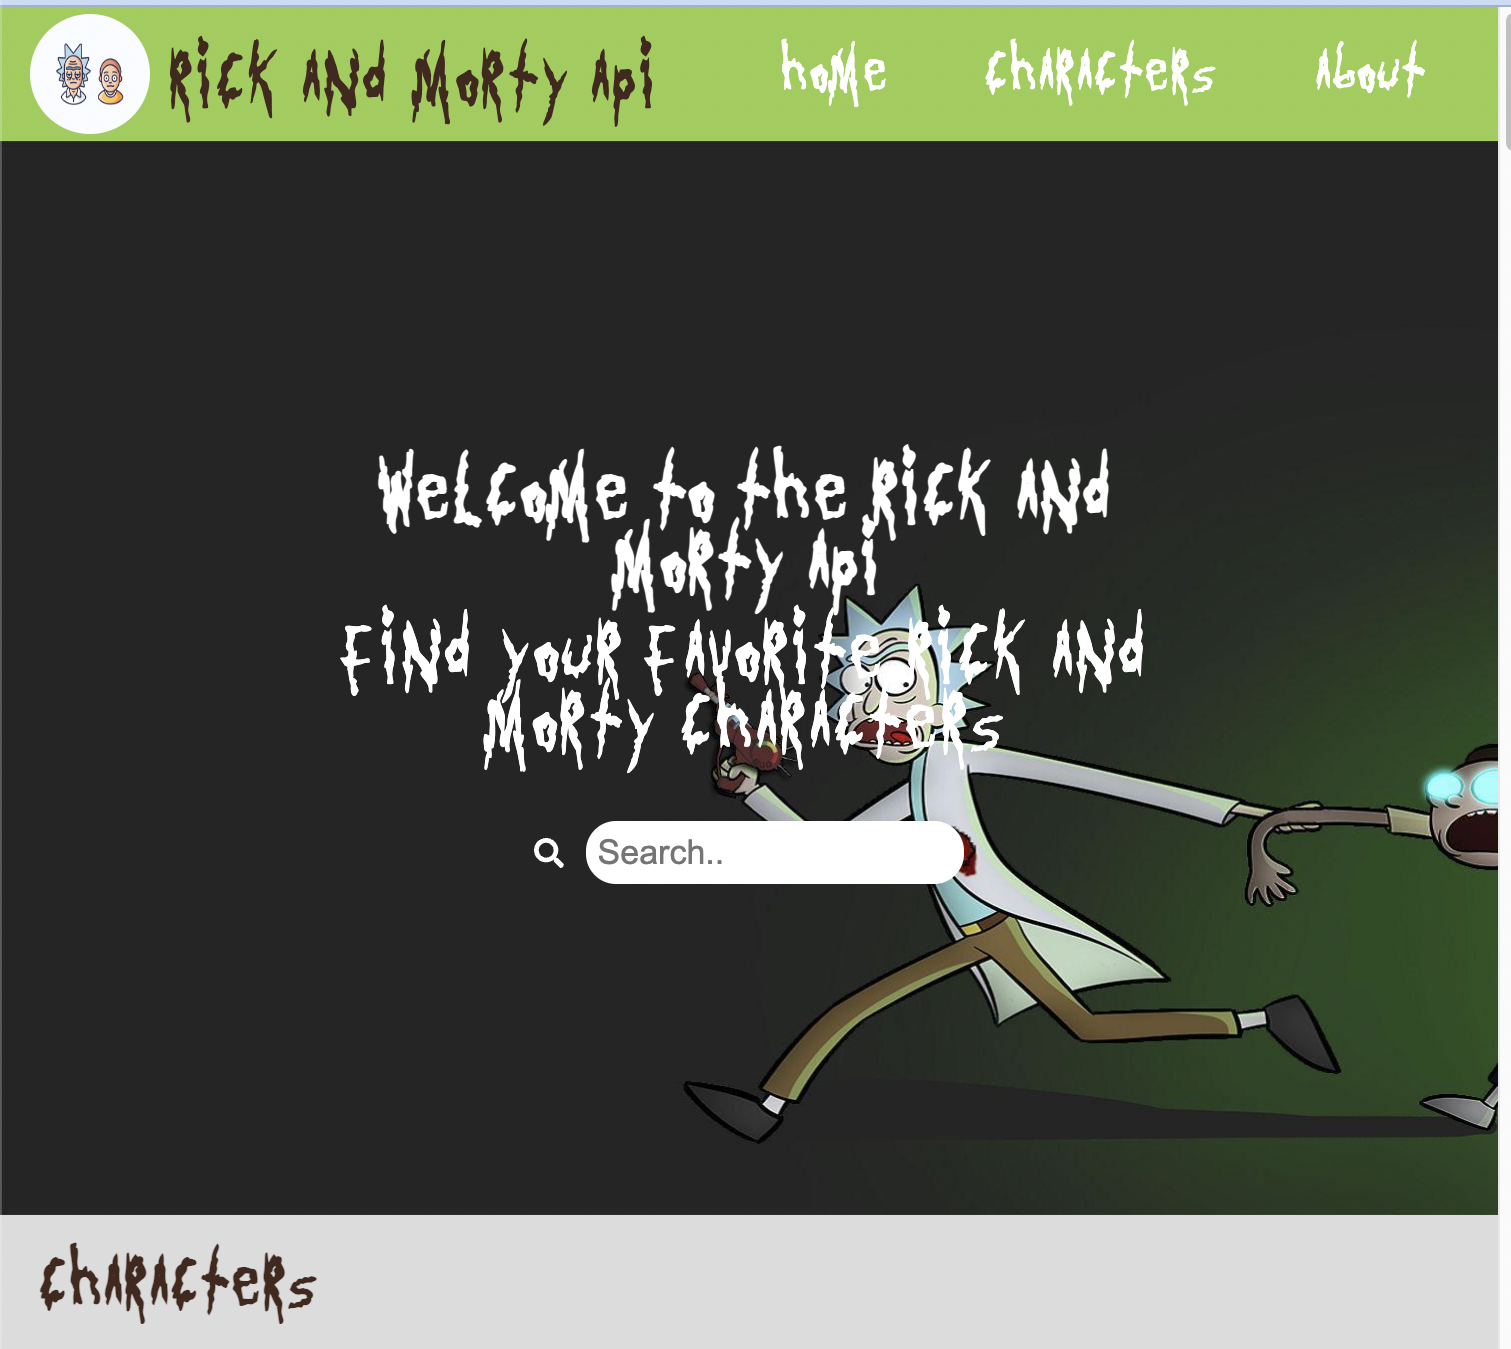 Rick and Morty Api
home
Characters
About
Welcome to the Rick and
Morty Api
Find your Favorite Rick and
Morty Characters
Search..
Characters